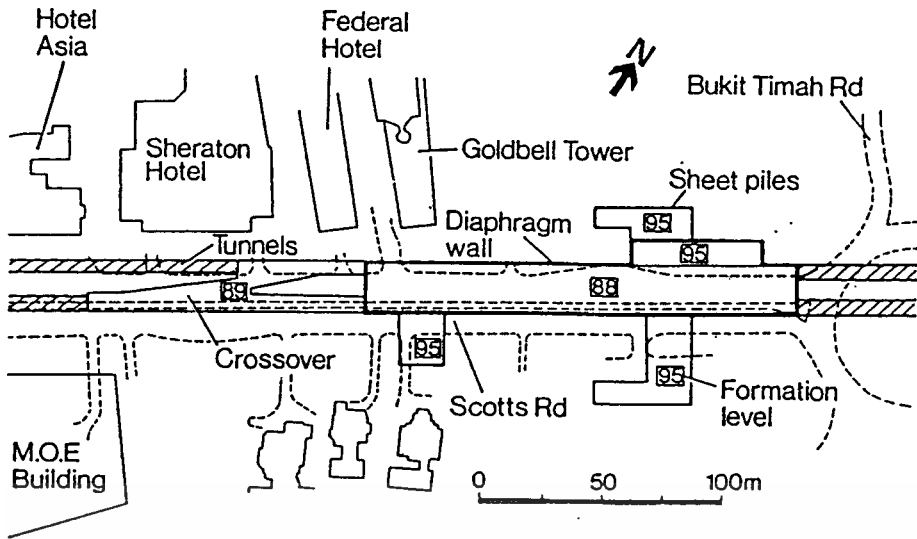 Hotel
Asia
Federal
Hotel
N
Bukit Timah Rd
Sheraton
Hotel
Goldbell Tower
Sheet piles
95
Diaphragm
wall
95
Tunnels
89
88
Crossover
95
Scotts Rd
95
Formation
level
M.O.E
Building
0
50
100m